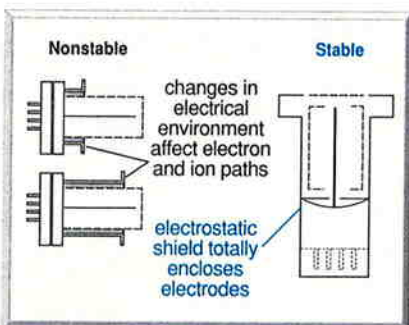 Nonstable
Stable
changes in
electrical
environment
affect electron
and ion paths
electrostatic
shield totally
encloses
electrodes